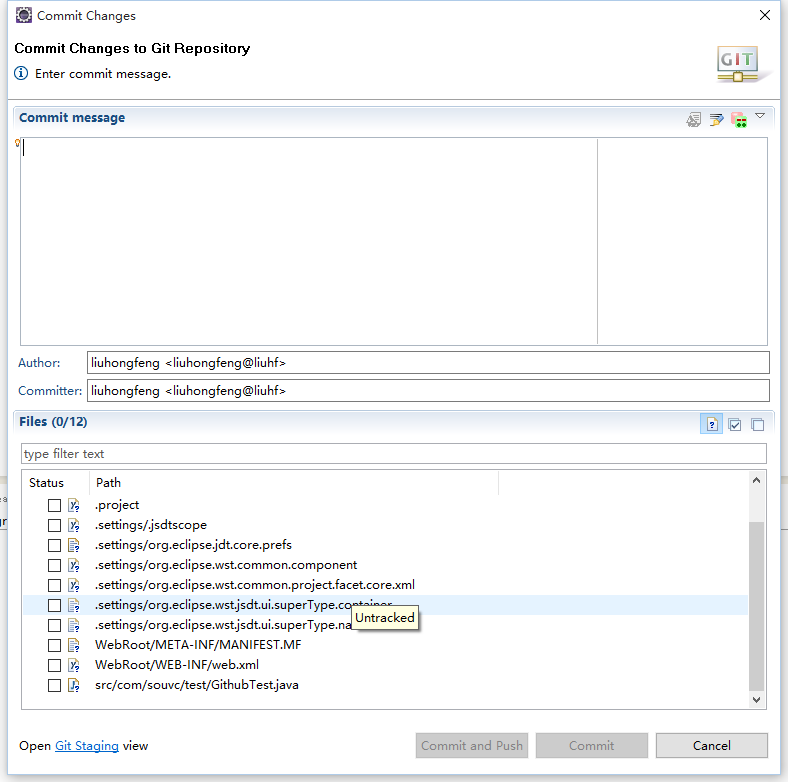 Commit Changes
Commit Changes to Git Repository
Enter commit message.
GIT
Commit message
Author: liuhongfeng <liuhongfeng@liuhf>
Committer: liuhongfeng <liuhongfeng@liuhf>
Files (0/12)
type filter text
Status Path
.project
.settings/.jsdtscope
.settings/org.eclipse.jdt.core.prefs
.settings/org.eclipse.wst.common.component
.settings/org.eclipse.wst.common.project.facet.core.xml
.settings/org.eclipse.wst.jsdt.ui.superType.container
.settings/org.eclipse.wst.jsdt.ui.superType.na
Untracked
WebRoot/META-INF/MANIFEST.MF
WebRoot/WEB-INF/web.xml
src/com/souvc/test/GithubTest.java
Open Git Staging view
Commit and Push
Commit
Cancel